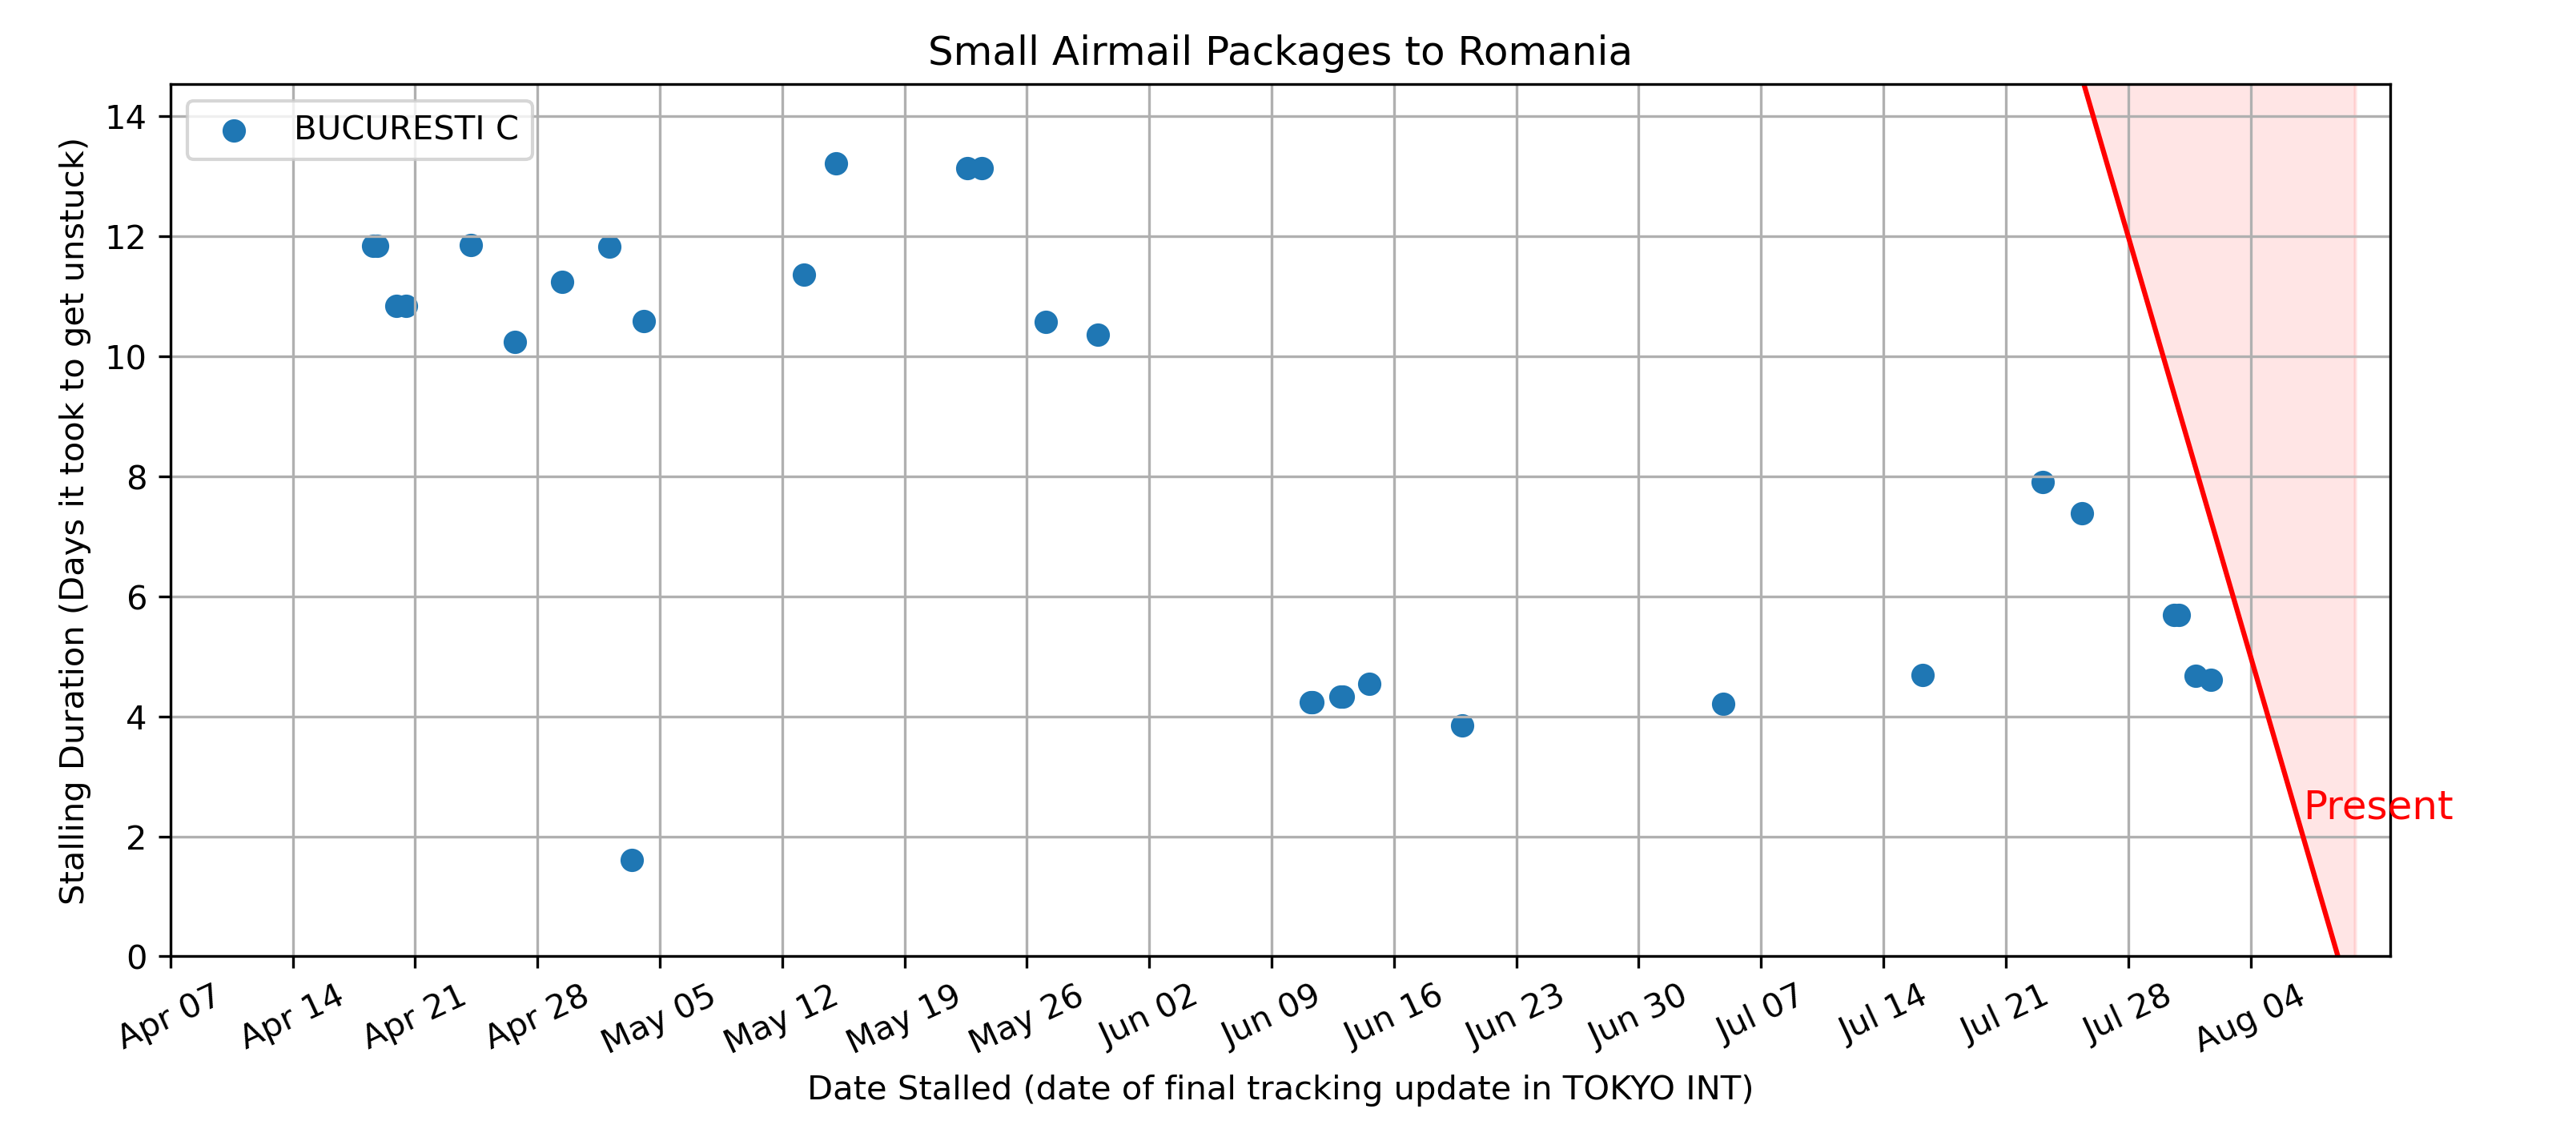 Small Airmail Packages to Romania
BUCURESTI C
Stalling Duration (Days it took to get unstuck)
14
12
10
8
6
4
2
0
Present
Apr 07
Apr 14
Apr 21
Apr 28
May 05
May 12
May 19
May 26
Jun 02
Jun 09
Jun 16
Jun 23
Jun 30
Jul 07
Jul 14
Jul 21
Jul 28
Aug 04
Date Stalled (date of final tracking update in TOKYO INT)